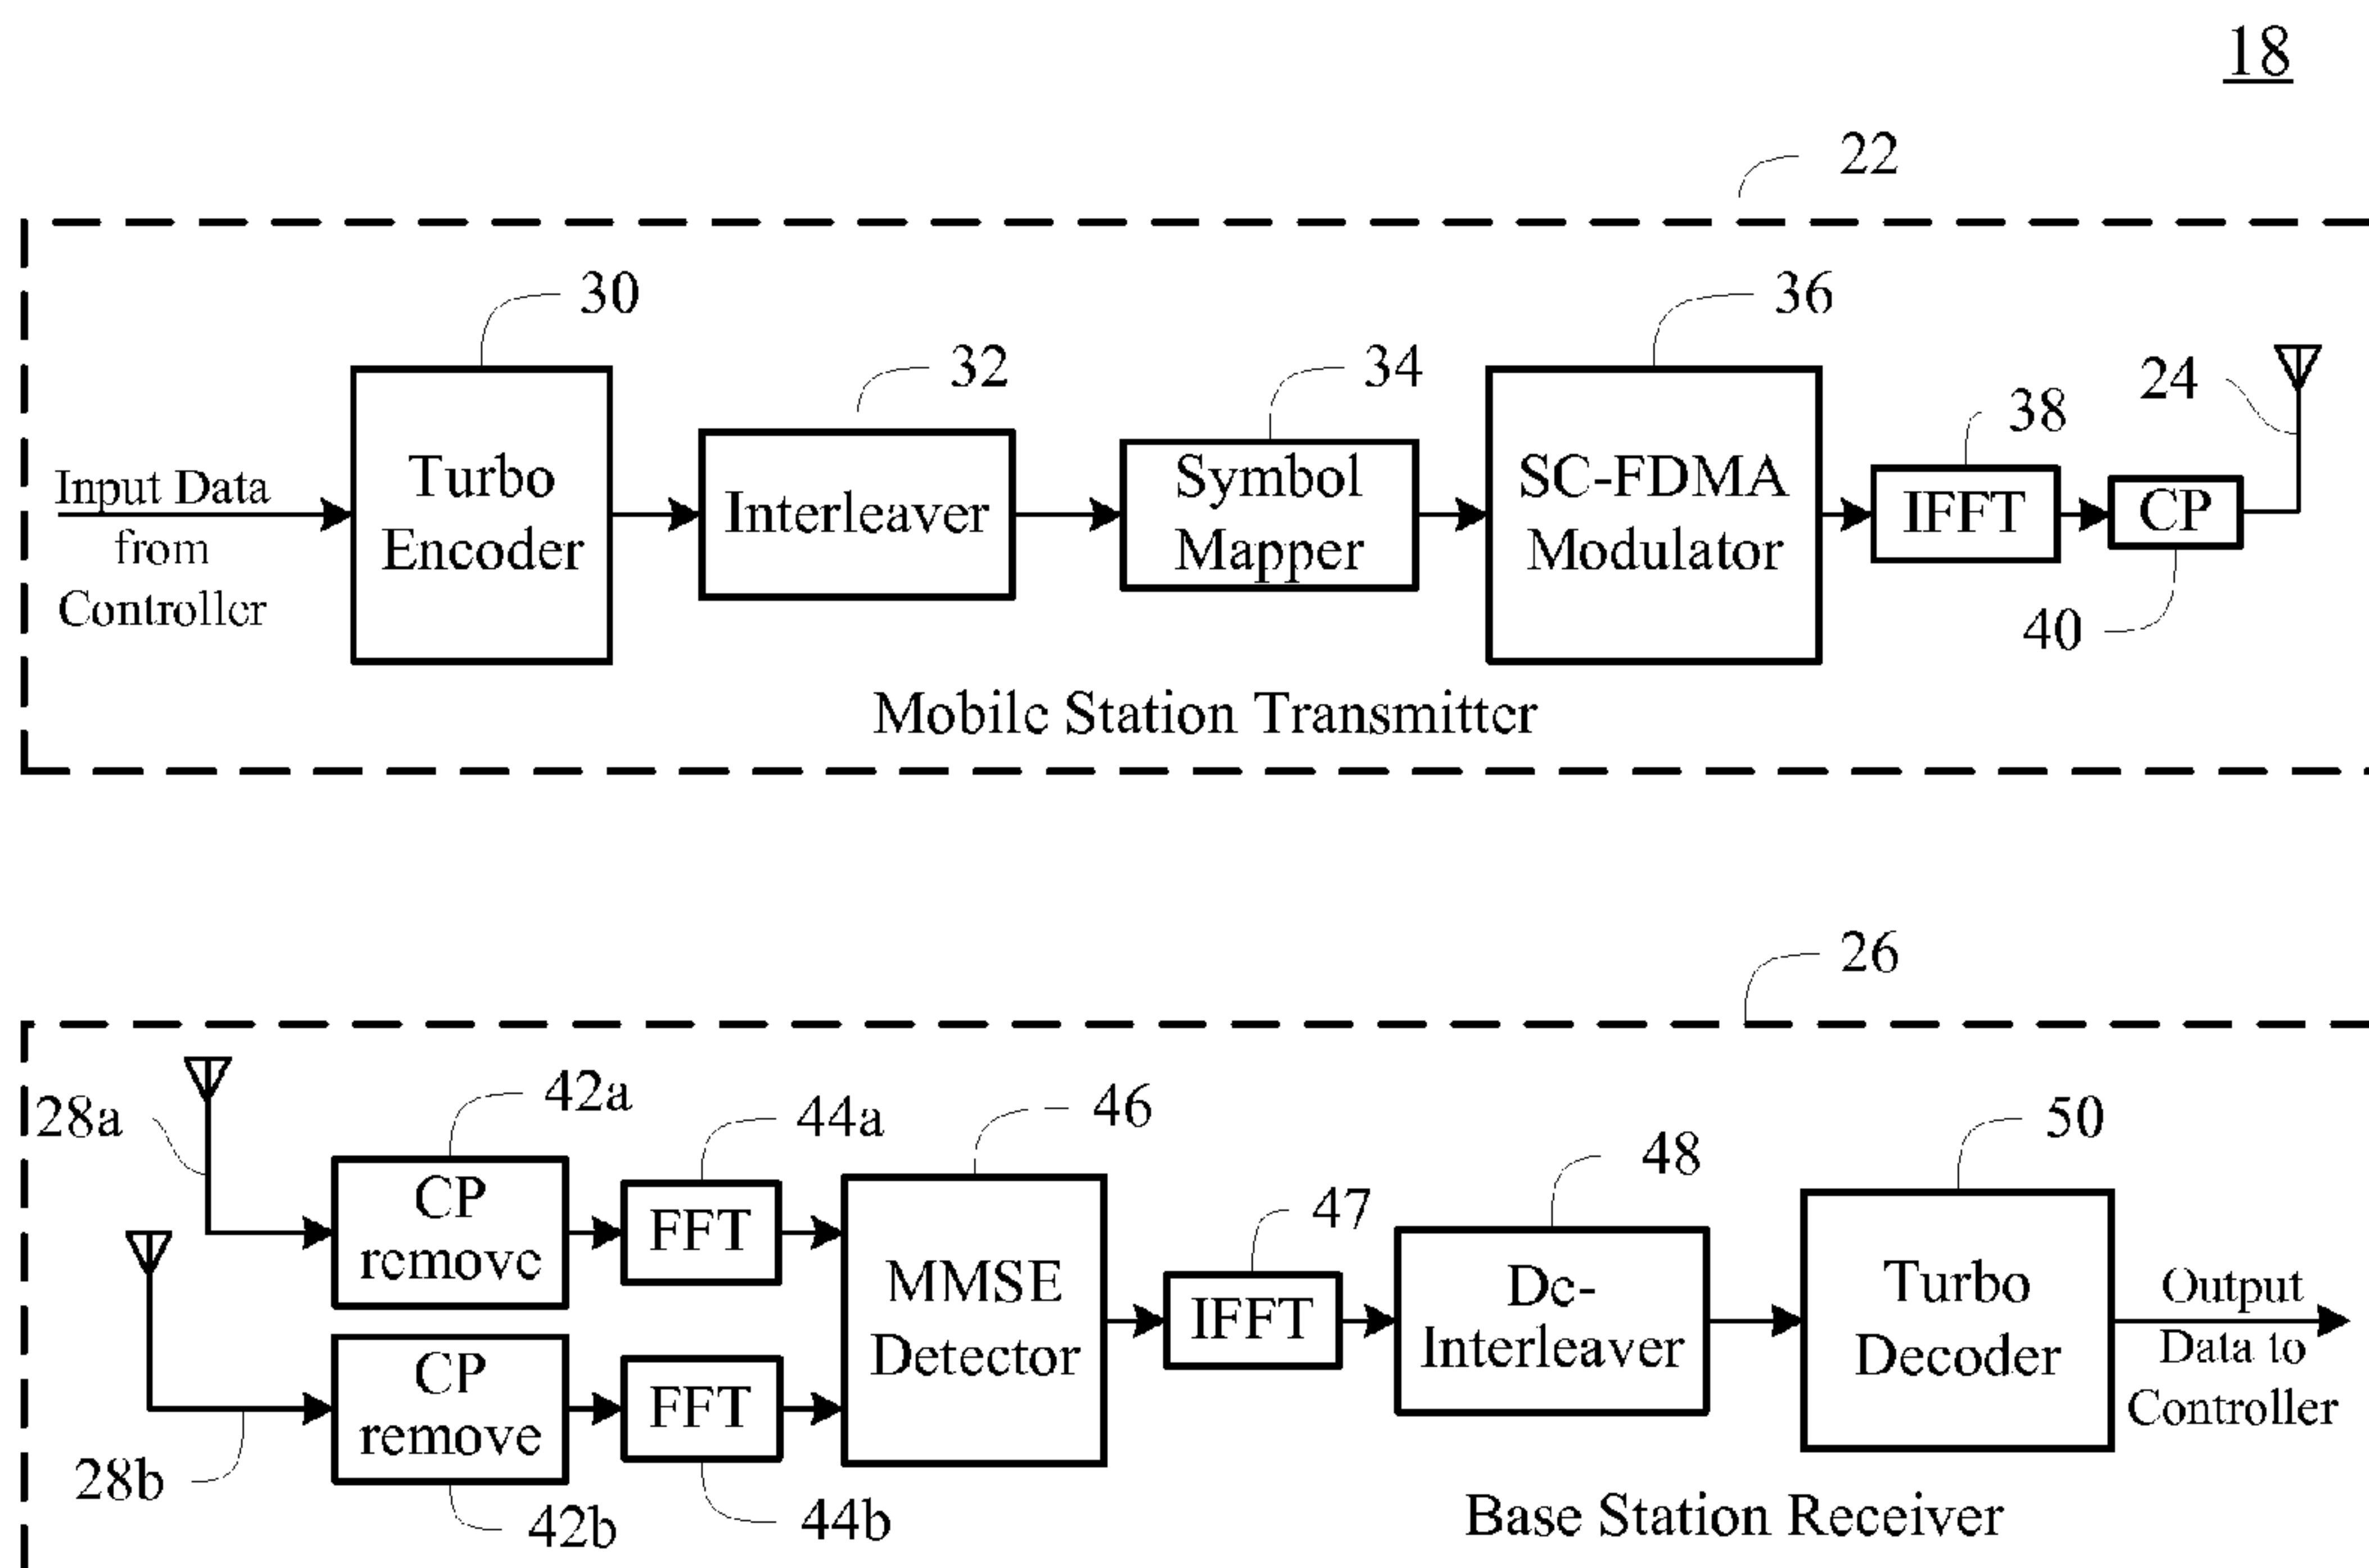 18
22
30
32
34
36
38
24
Input Data
from
Controller
Turbo
Encoder
Interleaver
Symbol
Mapper
SC-FDMA
Modulator
IFFT
CP
40
Mobile Station Transmitter
26
28a
42a
44a
46
47
48
50
CP
remove
FFT
MMSE
Detector
IFFT
De-
Interleaver
Turbo
Decoder
Output
Data to
Controller
CP
remove
FFT
28b
42b
44b
Base Station Receiver